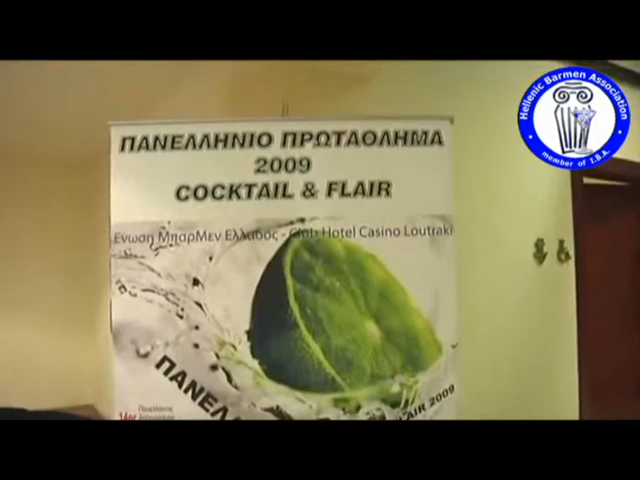 ΠΑΝΕΛΛΗΝΙΟ ΠΡΩΤΑΘΛΗΜΑ
2009
COCKTAIL & FLAIR
Ενωση ΜπαρΜεν Ελλαδος - Club Hotel Casino Loutraki
ΠΑΝΕΛΛ
FLAIR 2009
Hellenic Barmen Association
member of I.B.A.